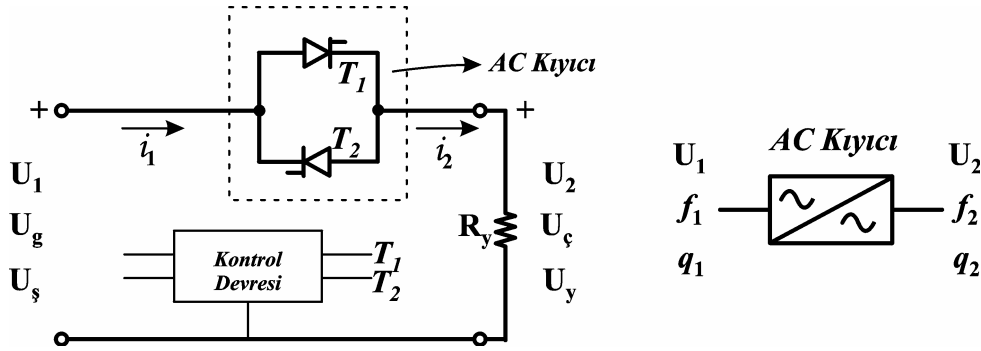 T1
AC Kıyıcı
+
+
i1
T2
i2
U1
Ug
Uş
Kontrol
Devresi
T1
T2
Ry
U2
Uç
Uy
AC Kıyıcı
U1
f1
q1
U2
f2
q2